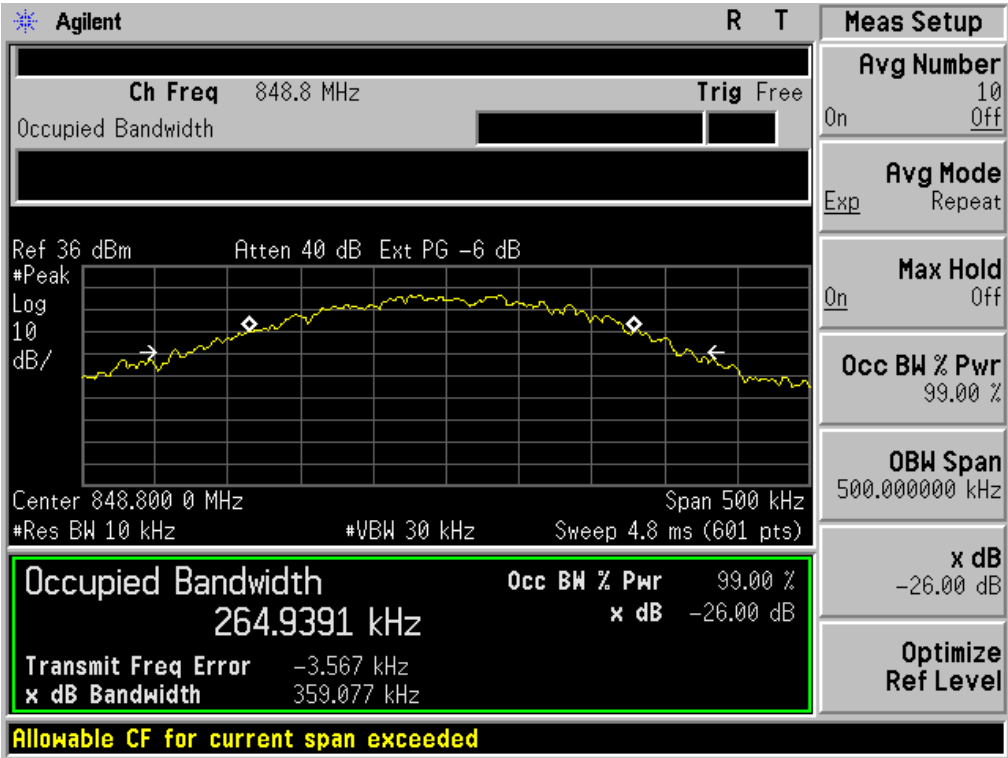 Agilent R T
Ch Freq 848.8 MHz Trig Free
Occupied Bandwidth
Ref 36 dBm Atten 40 dB Ext PG -6 dB
#Peak
Log
10
dB/
Center 848.800 0 MHz Span 500 kHz
#Res BW 10 kHz #VBW 30 kHz Sweep 4.8 ms (601 pts)
Occupied Bandwidth Occ BW % Pwr 99.00 %
264.9391 kHz x dB -26.00 dB
Transmit Freq Error -3.567 kHz
x dB Bandwidth 359.077 kHz
Allowable CF for current span exceeded
Meas Setup
Avg Number
10
On Off
Avg Mode
Exp Repeat
Max Hold
On Off
Occ BW % Pwr
99.00 %
OBW Span
500.000000 kHz
x dB
-26.00 dB
Optimize
Ref Level